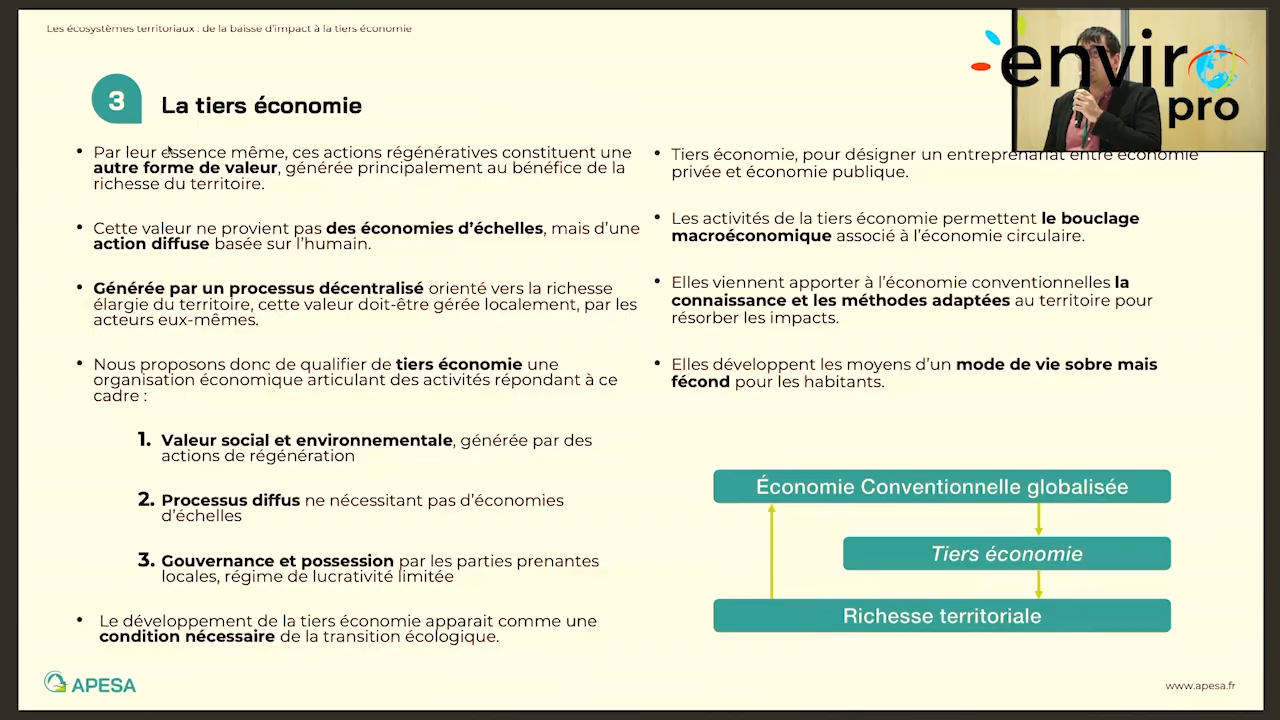 Les écosystèmes territoriaux : de la baisse d'impact à la tiers économie
enviro
pro
3
La tiers économie
• Par leur essence même, ces actions régénératives constituent une
autre forme de valeur, générée principalement au bénéfice de la
richesse du territoire.
• Cette valeur ne provient pas des économies d'échelles, mais d'une
action diffuse basée sur l'humain.
• Générée par un processus décentralisé orienté vers la richesse
élargie du territoire, cette valeur doit-être gérée localement, par les
acteurs eux-mêmes.
• Nous proposons donc de qualifier de tiers économie une
organisation économique articulant des activités répondant à ce
cadre :
1. Valeur social et environnementale, générée par des
actions de régénération
2. Processus diffus ne nécessitant pas d'économies
d'échelles
3. Gouvernance et possession par les parties prenantes
locales, régime de lucrativité limitée
• Le développement de la tiers économie apparait comme une
condition nécessaire de la transition écologique.
• Tiers économie, pour désigner un entreprenariat entre économie
privée et économie publique.
• Les activités de la tiers économie permettent le bouclage
macroéconomique associé à l'économie circulaire.
• Elles viennent apporter à l'économie conventionnelles la
connaissance et les méthodes adaptées au territoire pour
résorber les impacts.
• Elles développent les moyens d'un mode de vie sobre mais
fécond pour les habitants.
Économie Conventionnelle globalisée
Tiers économie
Richesse territoriale
APESA
www.apesa.fr